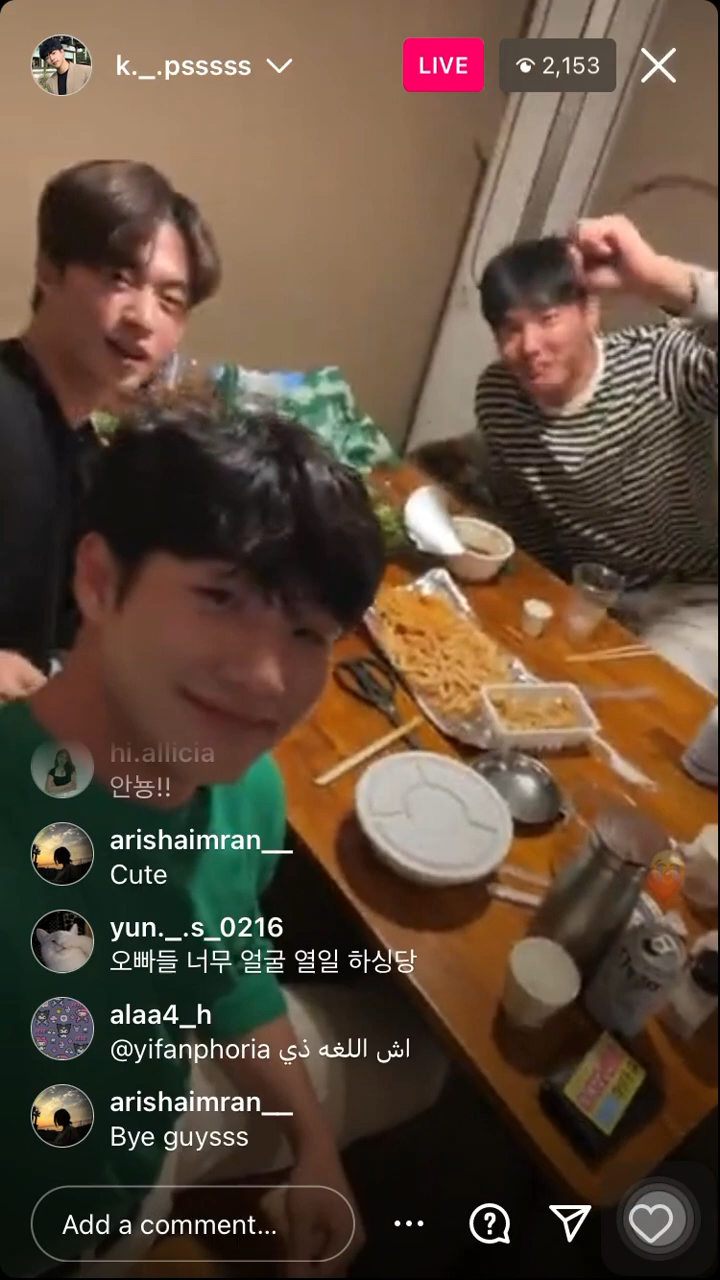 k._.psssss
LIVE
2,153
hi.allicia
안뇽!!
arishaimran__
Cute
yun._.s_0216
오빠들 너무 얼굴 열일 하싱당
alaa4_h
@yifanphoria اش اللغه ذي
arishaimran__
Bye guysss
Add a comment...